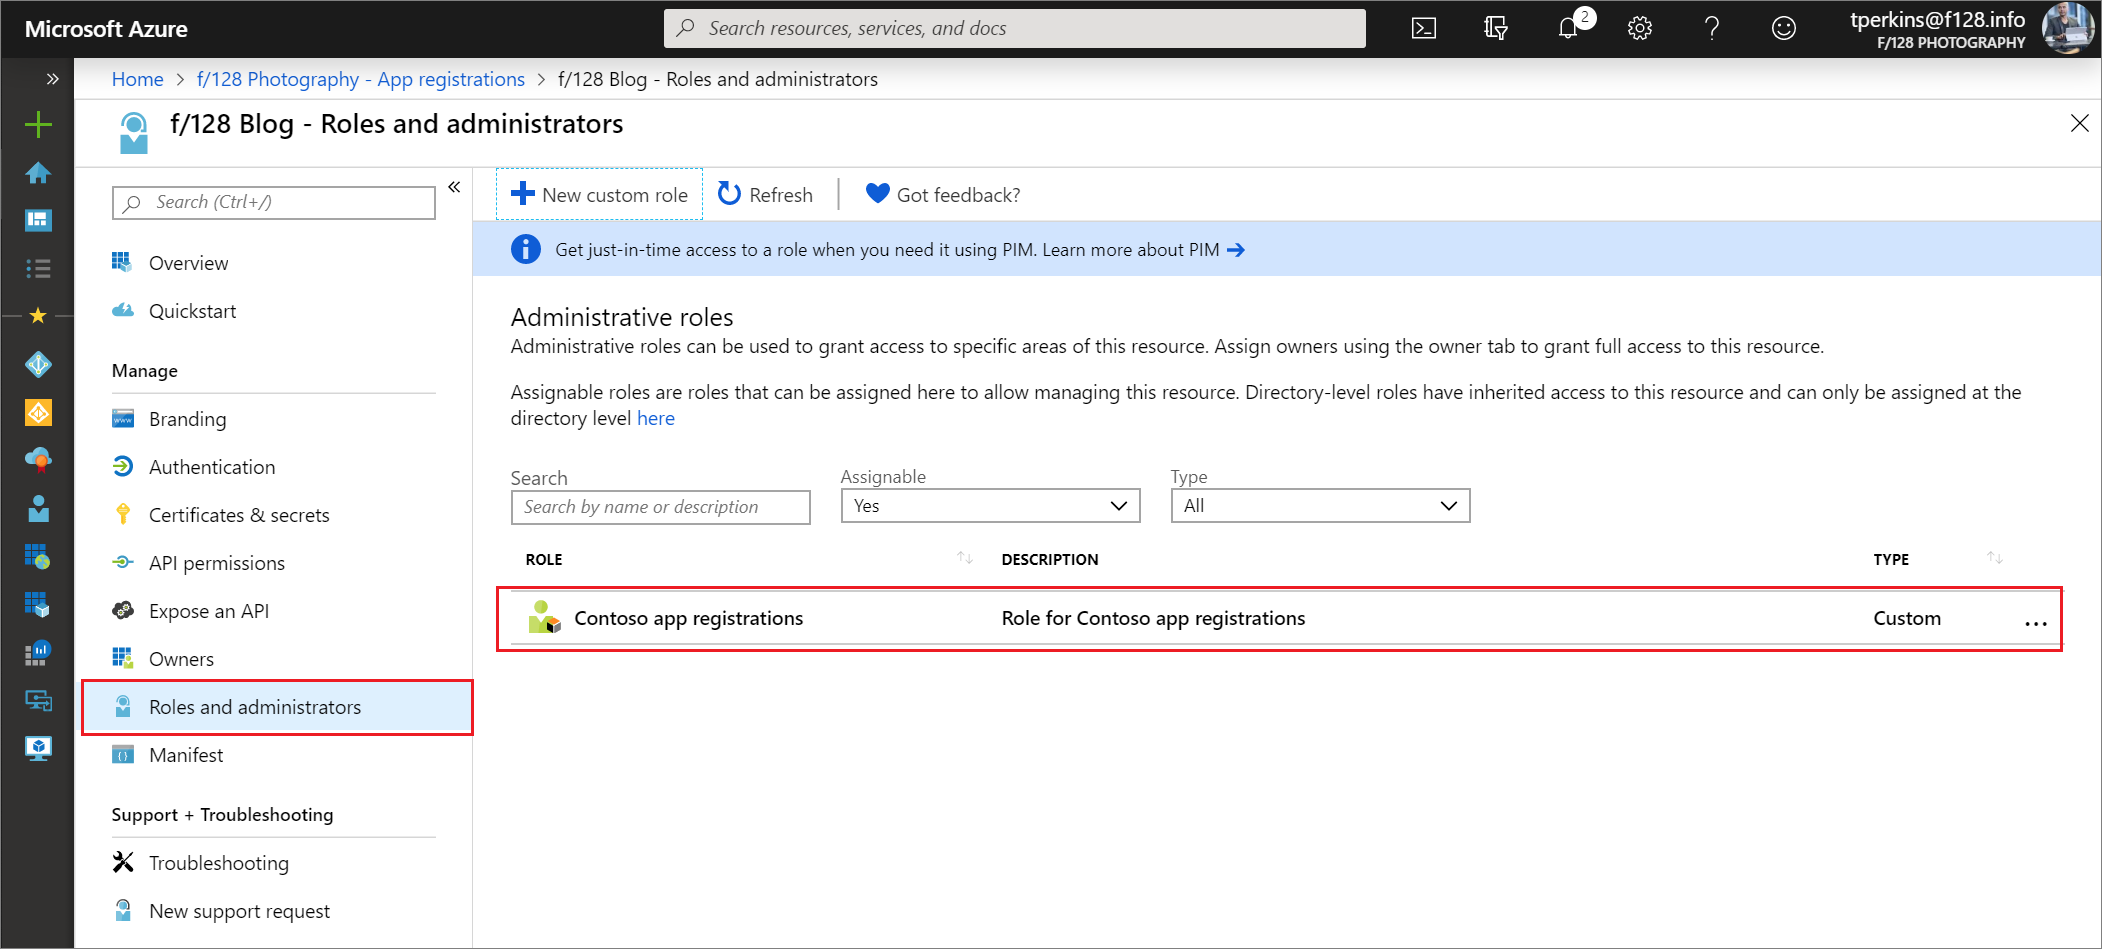 Microsoft Azure
Search resources, services, and docs
2
tperkins@f128.info
F/128 PHOTOGRAPHY
Home > f/128 Photography - App registrations > f/128 Blog - Roles and administrators
f/128 Blog - Roles and administrators
Search (Ctrl+/)
Overview
Quickstart
Manage
Branding
Authentication
Certificates & secrets
API permissions
Expose an API
Owners
Roles and administrators
Manifest
Support + Troubleshooting
Troubleshooting
New support request
New custom role
Refresh
Got feedback?
Get just-in-time access to a role when you need it using PIM. Learn more about PIM →
Administrative roles
Administrative roles can be used to grant access to specific areas of this resource. Assign owners using the owner tab to grant full access to this resource.
Assignable roles are roles that can be assigned here to allow managing this resource. Directory-level roles have inherited access to this resource and can only be assigned at the
directory level here
Search
Search by name or description
Assignable
Yes
Type
All
ROLE DESCRIPTION TYPE
Contoso app registrations Role for Contoso app registrations Custom ...